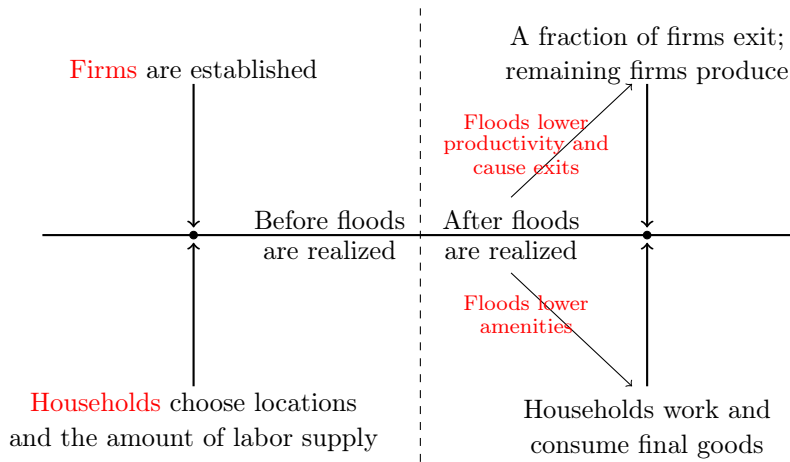 Firms are established
A fraction of firms exit;
remaining firms produce
Floods lower
productivity and
cause exits
Before floods
are realized
After floods
are realized
Floods lower
amenities
Households choose locations
and the amount of labor supply
Households work and
consume final goods